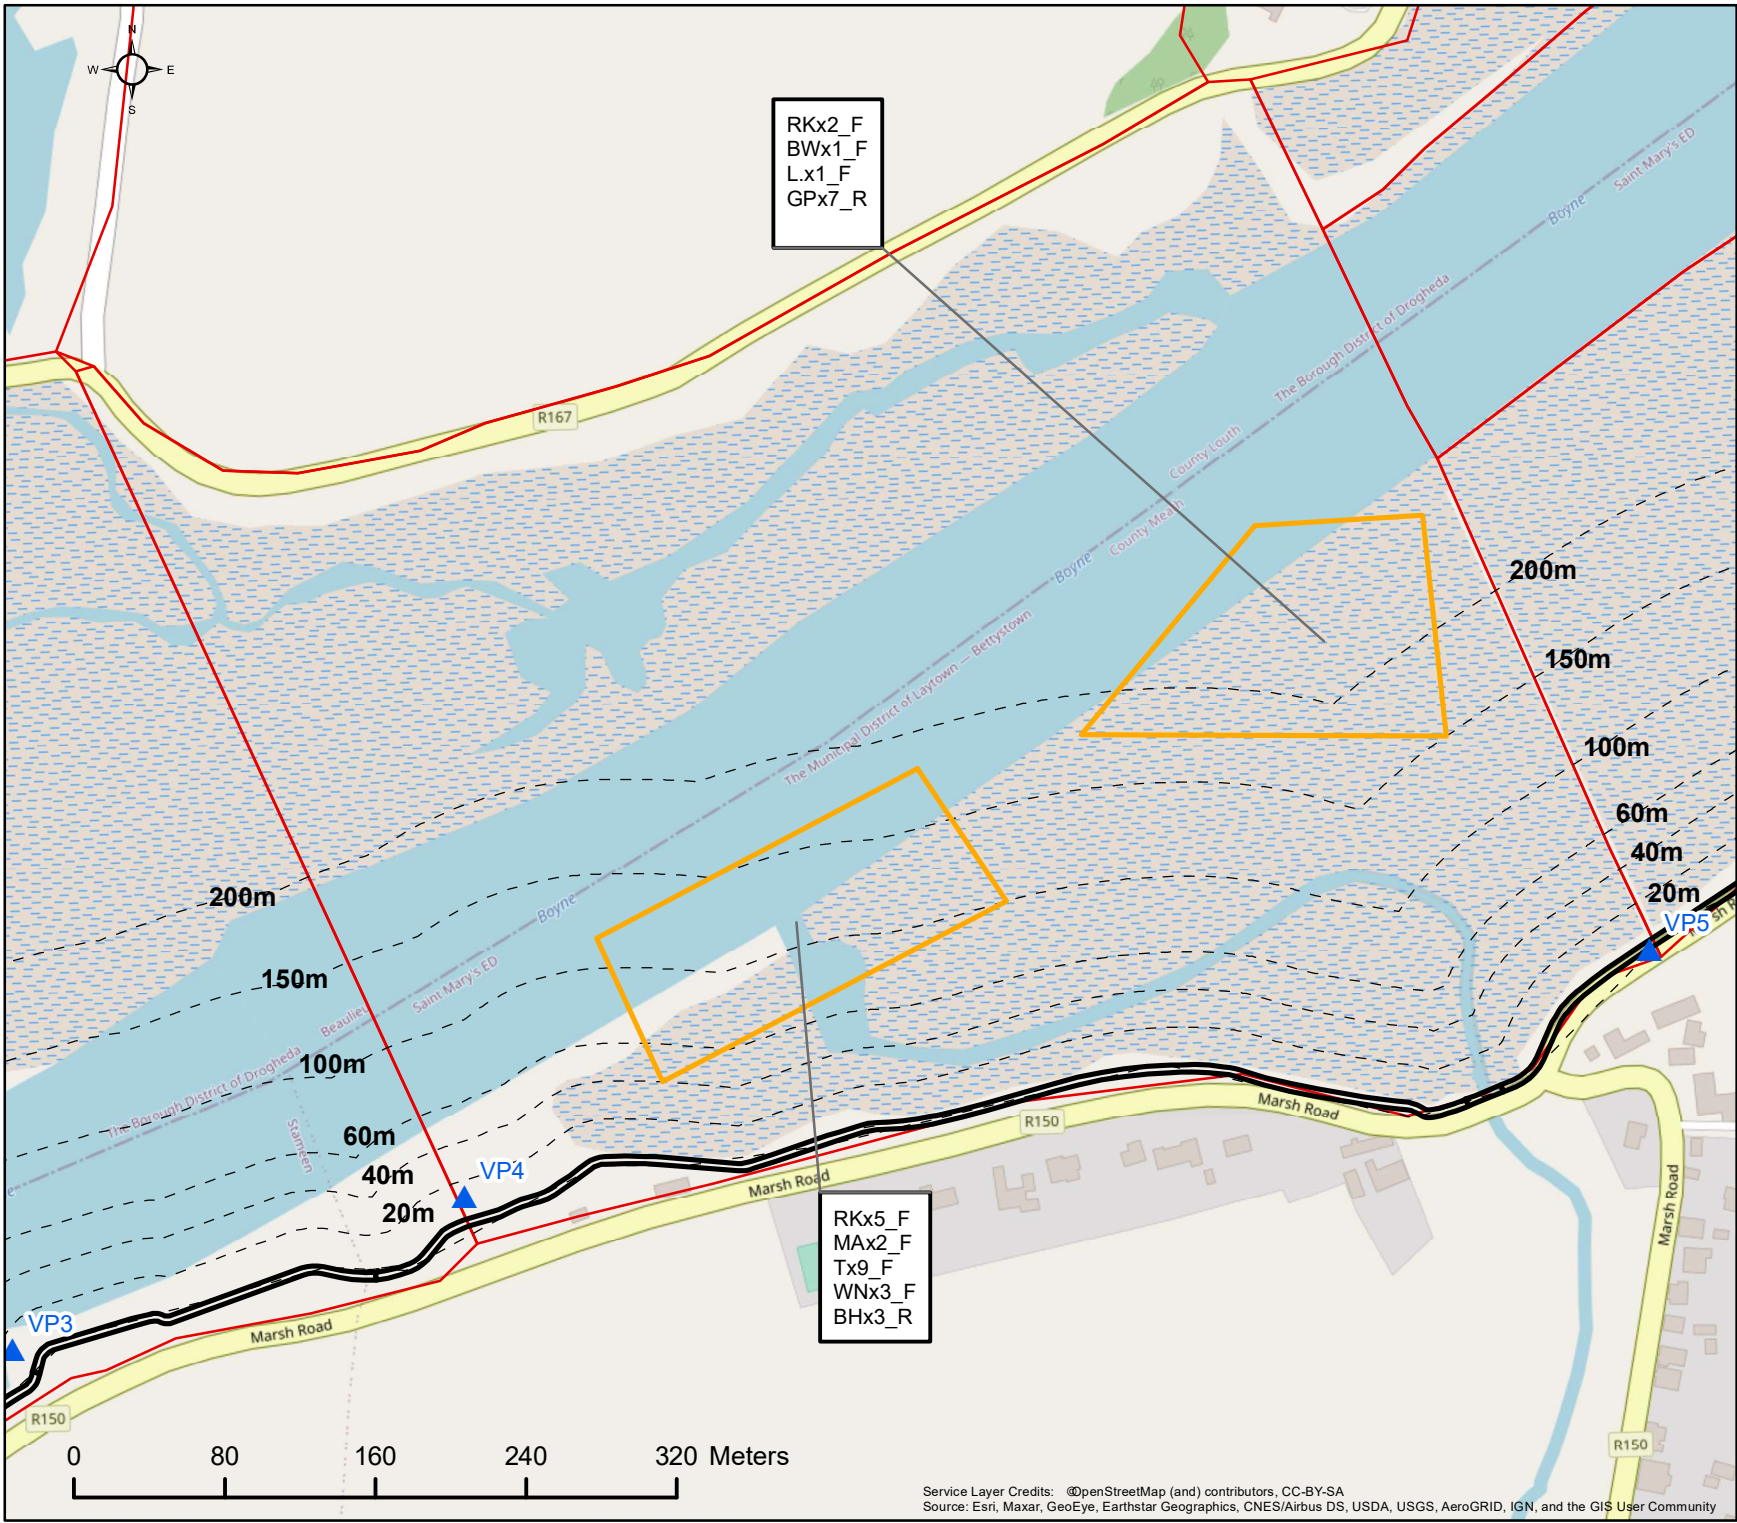 N
W E
S
RKx2_F
BWx1_F
L.x1_F
GPx7_R
Saint Mary's ED
Boyne
The Borough District of Drogheda
R167
County Louth
County Meath
Boyne
200m
The Municipal District of Laytown — Bettystown
150m
100m
60m
40m
20m
VP5
200m
Boyne
150m
Saint Mary's ED
Beaulieu
100m
The Borough District of Drogheda
60m
Stameen
40m
VP4
20m
R150
Marsh Road
Marsh Road
Marsh Road
RKx5_F
MAx2_F
Tx9_F
WNx3_F
BHx3_R
VP3
Marsh Road
R150
R150
0 80 160 240 320 Meters
Service Layer Credits: ©OpenStreetMap (and) contributors, CC-BY-SA
Source: Esri, Maxar, GeoEye, Earthstar Geographics, CNES/Airbus DS, USDA, USGS, AeroGRID, IGN, and the GIS User Community